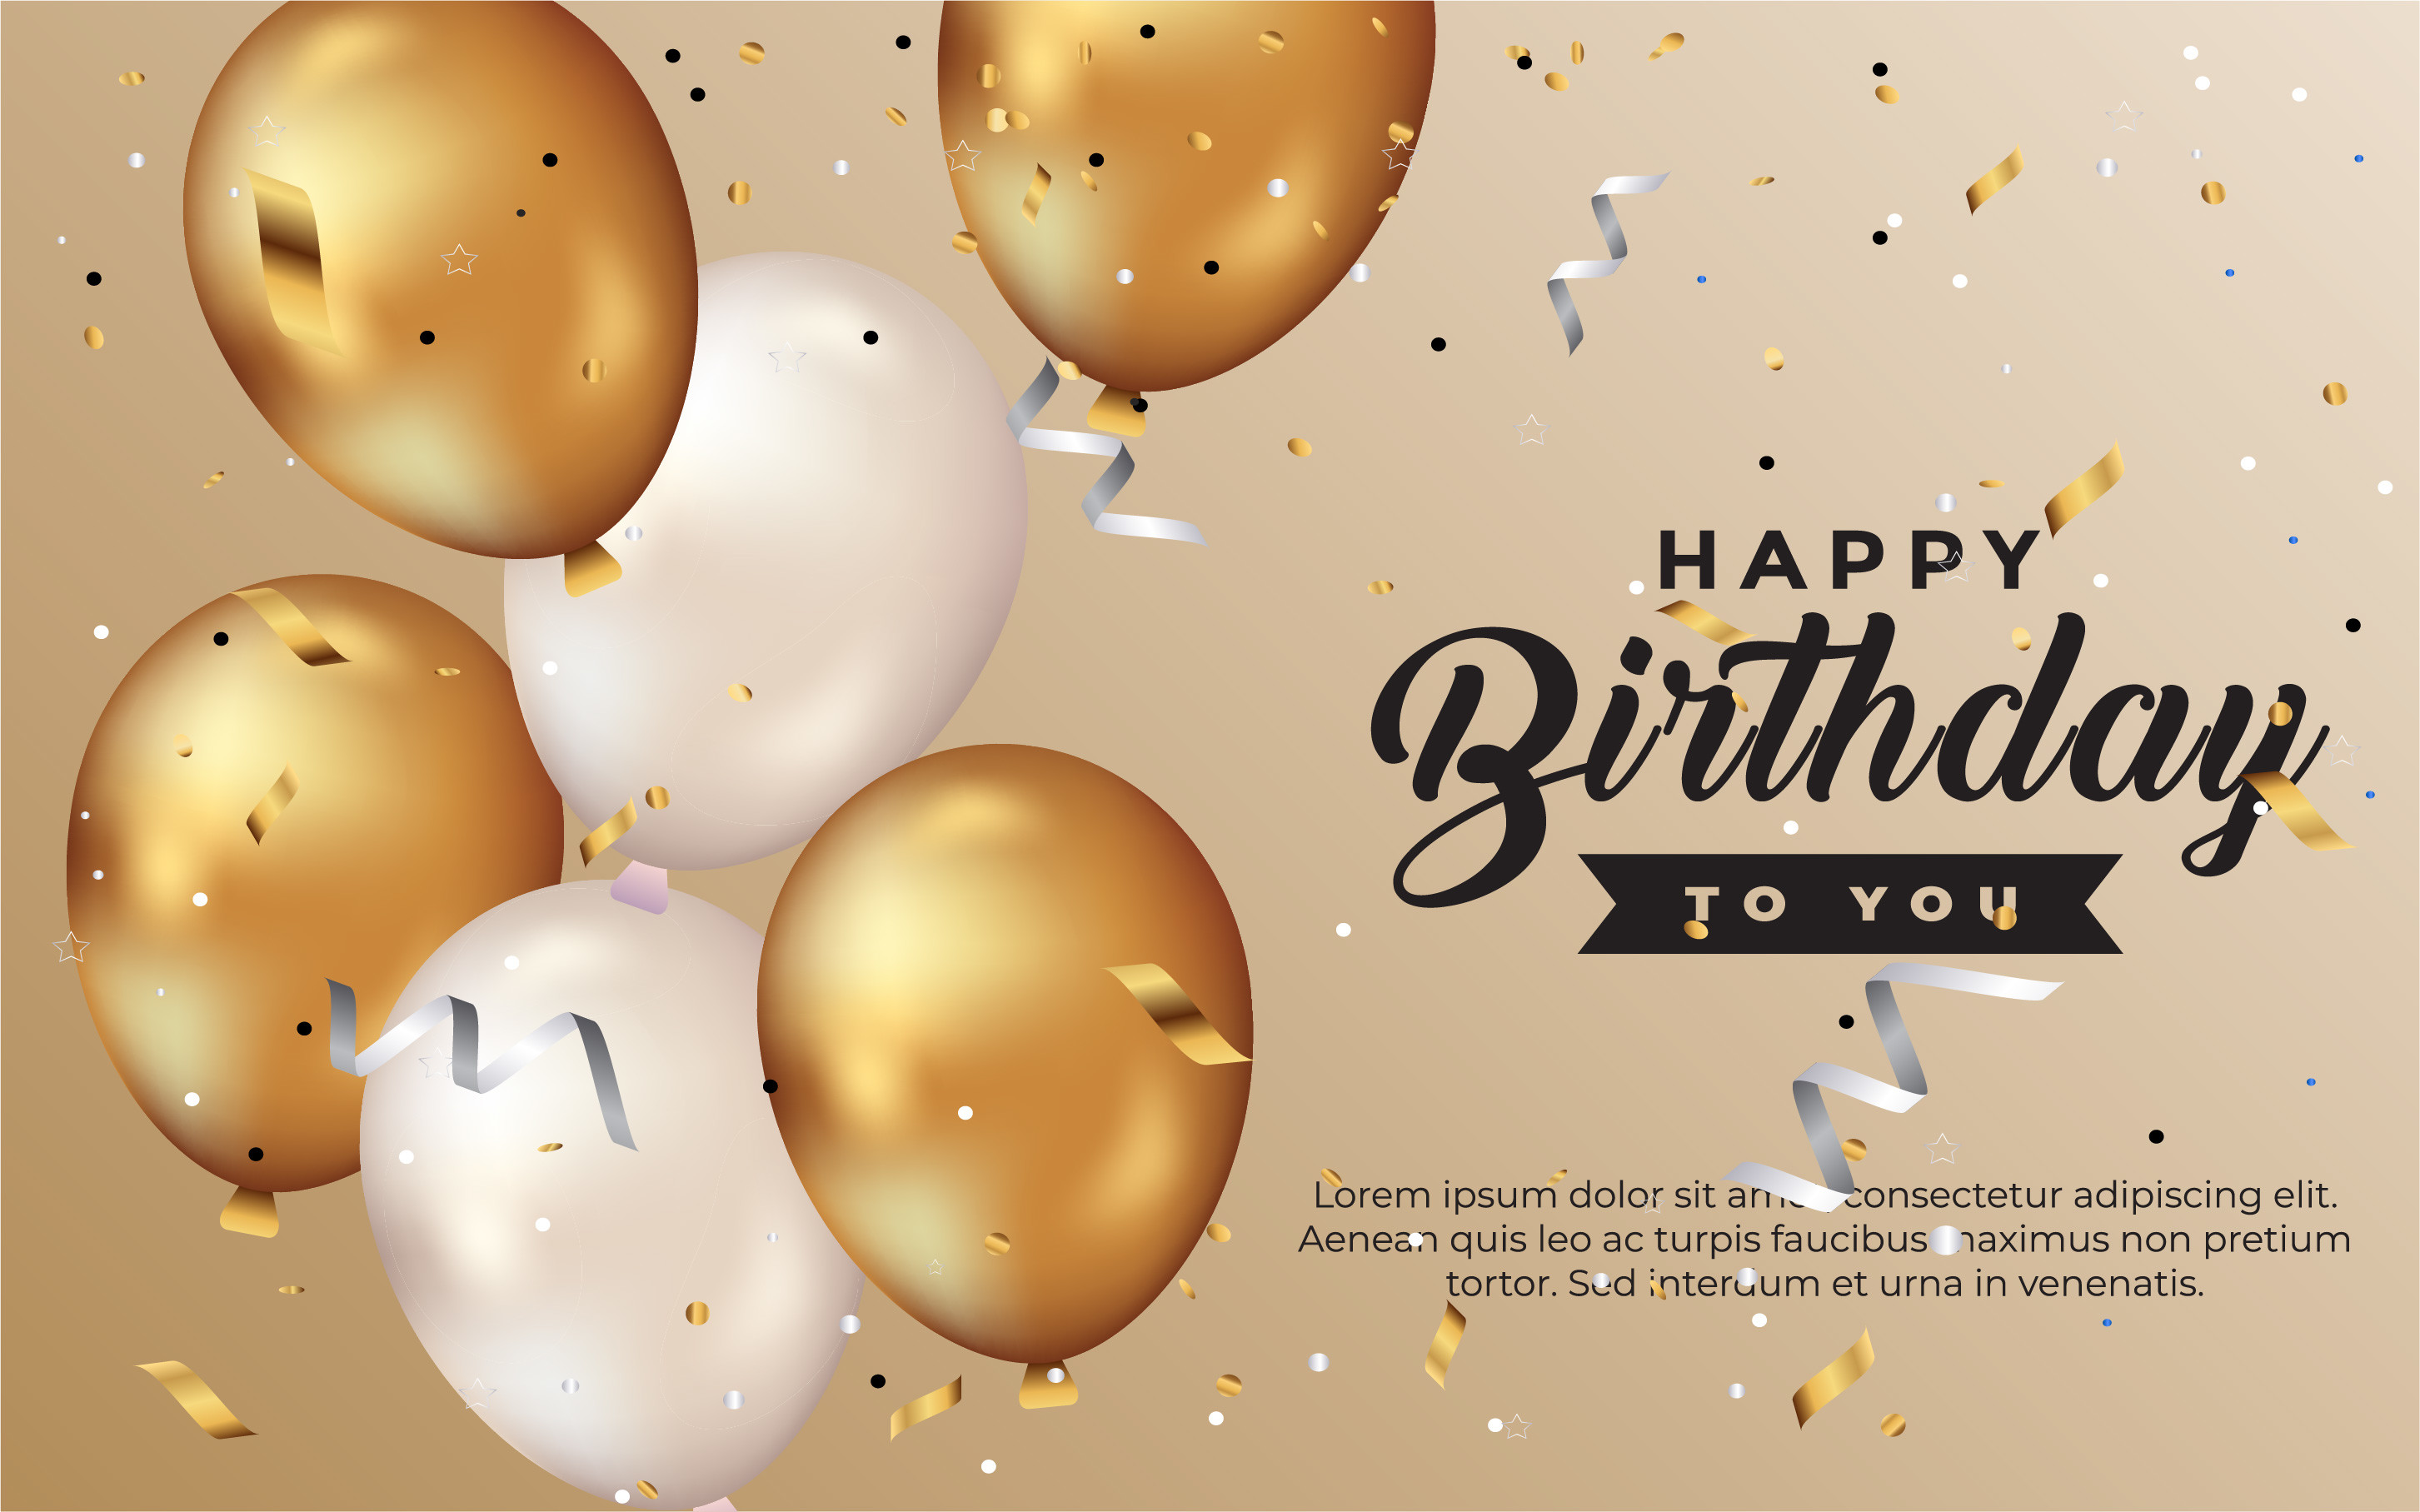 HAPPY
Birthday
TO YOU
Lorem ipsum dolor sit consectetur adipiscing elit.
Aenean quis leo ac turpis faucibus maximus non pretium
tortor. Sed interdum et urna in venenatis.